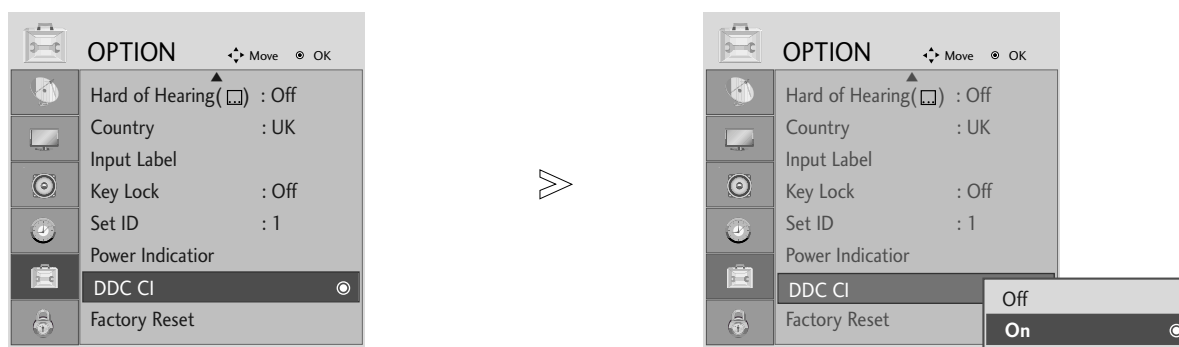 OPTION Move OK
Hard of Hearing( ) : Off
Country : UK
Input Label
Key Lock : Off
Set ID : 1
Power Indicatior
DDC CI
Factory Reset
OPTION Move OK
Hard of Hearing( ) : Off
Country : UK
Input Label
Key Lock : Off
Set ID : 1
Power Indicatior
DDC CI
Factory Reset
Off
On